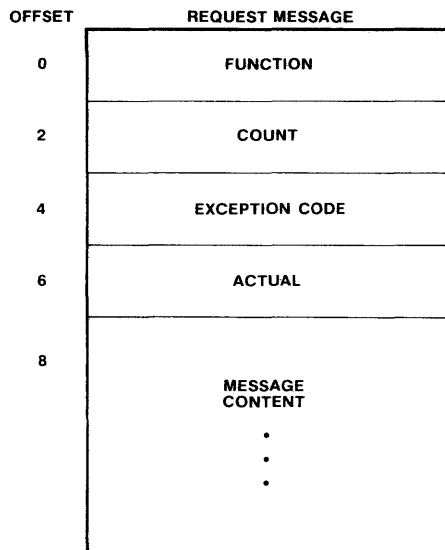 OFFSET REQUEST MESSAGE
0 FUNCTION
2 COUNT
4 EXCEPTION CODE
6 ACTUAL
8
MESSAGE
CONTENT